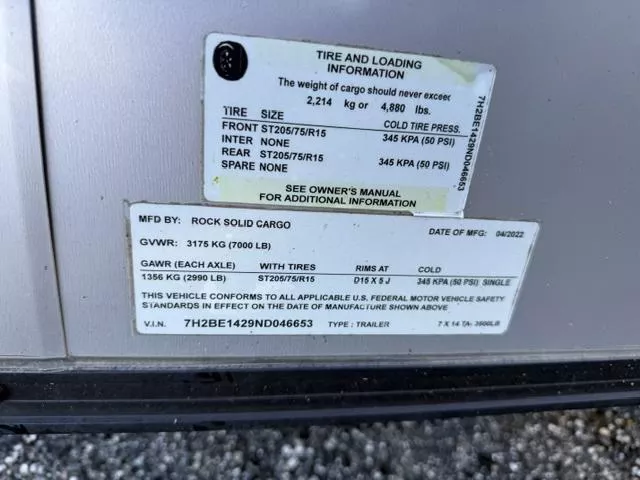 TIRE AND LOADING
INFORMATION
The weight of cargo should never exceed
2,214 kg or 4,880 lbs.
TIRE SIZE COLD TIRE PRESS.
FRONT ST205/75/R15 345 KPA (50 PSI)
INTER NONE
REAR ST205/75/R15 345 KPA (50 PSI)
SPARE NONE
SEE OWNER'S MANUAL
FOR ADDITIONAL INFORMATION
7H2BE1429ND046653
MFD BY: ROCK SOLID CARGO DATE OF MFG: 04/2022
GVWR: 3175 KG (7000 LB)
GAWR (EACH AXLE) WITH TIRES RIMS AT COLD
1356 KG (2990 LB) ST205/75/R15 D15 X 5 J 345 KPA (50 PSI) SINGLE
THIS VEHICLE CONFORMS TO ALL APPLICABLE U.S. FEDERAL MOTOR VEHICLE SAFETY
STANDARDS IN EFFECT ON THE DATE OF MANUFACTURE SHOWN ABOVE.
V.I.N. 7H2BE1429ND046653 TYPE: TRAILER 7 X 14 TA- 3500LB